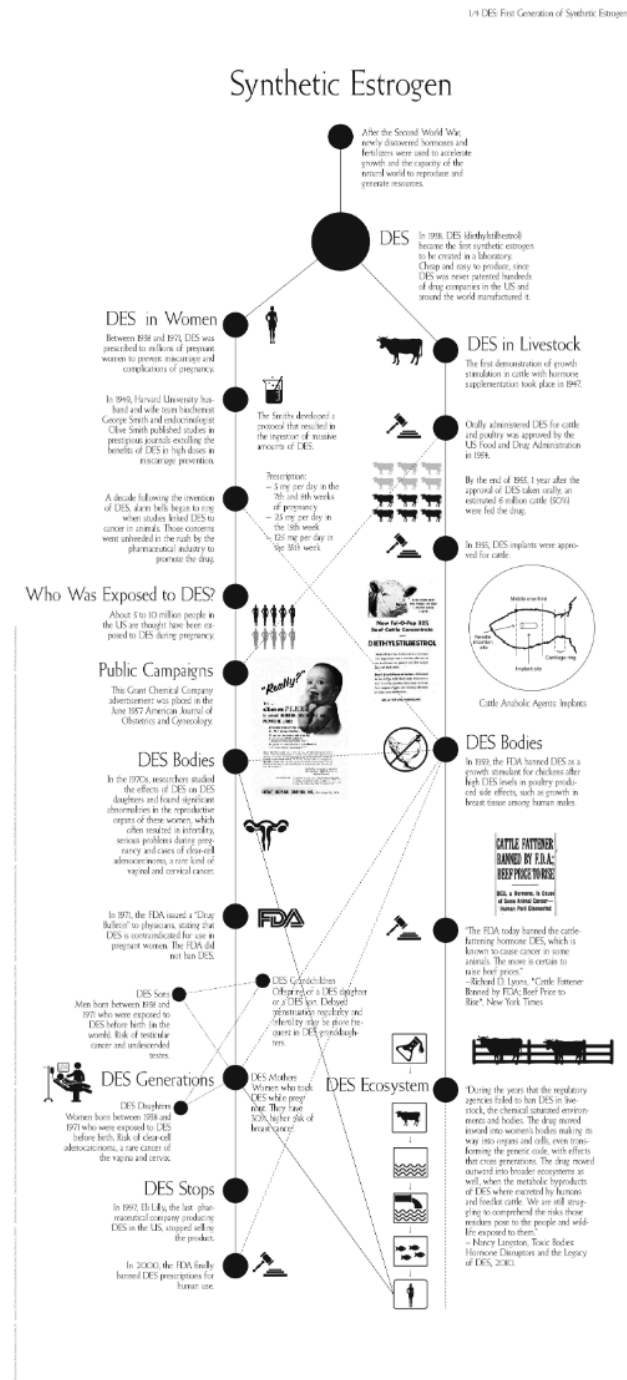 1/4 DES: First Generation of Synthetic Estrogen
Synthetic Estrogen
After the Second World War,
newly discovered hormones and
fertilizers were used to accelerate
growth and the capacity of the
natural world to reproduce and
generate resources.
DES
In 1938, DES (diethylstilbestrol)
became the first synthetic estrogen
to be created in a laboratory.
Cheap and easy to produce, since
DES was never patented hundreds
of drug companies in the US and
around the world manufactured it.
DES in Women
Between 1938 and 1971, DES was
prescribed to millions of pregnant
women to prevent miscarriage and
complications of pregnancy.
DES in Livestock
The first demonstration of growth
stimulation in cattle with hormone
supplementation took place in 1947.
In 1949, Harvard University hus-
band and wife team biochemist
George Smith and endocrinologist
Olive Smith published studies in
prestigious journals extolling the
benefits of DES in high doses in
miscarriage prevention.
The Smiths developed a
protocol that resulted in
the ingestion of massive
amounts of DES.
Orally administered DES for cattle
and poultry was approved by the
US Food and Drug Administration
in 1954.
Prescription:
– 5 mg per day in the
7th and 8th weeks
of pregnancy
– 25 mg per day in
the 19th week
– 125 mg per day in
the 35th week
By the end of 1955, 1 year after the
approval of DES taken orally, an
estimated 6 million cattle (50%)
were fed the drug.
A decade following the invention
of DES, alarm bells began to ring
when studies linked DES to
cancer in animals. Those concerns
went unheeded in the rush by the
pharmaceutical industry to
promote the drug.
In 1955, DES implants were appro-
ved for cattle.
Who Was Exposed to DES?
About 5 to 10 million people in
the US are thought have been ex-
posed to DES during pregnancy.
Beef Cattle Concentrate
DIETHYLSTILBESTROL
Middle one-third
Needle
insertion
site
Cartilage ring
Implant site
Cattle Anabolic Agents: Implants
Public Campaigns
This Grant Chemical Company
advertisement was placed in the
June 1957 American Journal of
Obstetrics and Gynecology.
"Really?"
DES Bodies
In the 1970s, researchers studied
the effects of DES on DES
daughters and found significant
abnormalities in the reproductive
organs of these women, which
often resulted in infertility,
serious problems during preg-
nancy and cases of clear-cell
adenocarcinoma, a rare kind of
vaginal and cervical cancer.
DES Bodies
In 1959, the FDA banned DES as a
growth stimulant for chickens after
high DES levels in poultry produ-
ced side effects, such as growth in
breast tissue among human males.
CATTLE FATTENER
BANNED BY F.D.A.;
BEEF PRICE TO RISE
DES, a Hormone, Is Cause
of Some Animal Cancer—
In 1971, the FDA issued a "Drug
Bulletin" to physicians, stating that
DES is contraindicated for use in
pregnant women. The FDA did
not ban DES.
FDA
"The FDA today banned the cattle-
fattening hormone DES, which is
known to cause cancer in some
animals. The move is certain to
raise beef prices."
–Richard D. Lyons, "Cattle Fattener
Banned by FDA; Beef Price to
Rise", New York Times
DES Sons
Men born between 1938 and
1971 who were exposed to
DES before birth (in the
womb). Risk of testicular
cancer and undescended
testes.
DES Grandchildren
Offspring of a DES daughter
or a DES son. Delayed
menstruation regularity and
infertility may be more fre-
quent in DES granddaugh-
ters.
DES Generations
DES Daughters
Women born between 1938 and
1971 who were exposed to DES
before birth. Risk of clear-cell
adenocarcinoma, a rare cancer of
the vagina and cervix.
DES Mothers
Women who took
DES while preg-
nant. They have
30% higher risk of
breast cancer.
DES Ecosystem
"During the years that the regulatory
agencies failed to ban DES in live-
stock, the chemical saturated environ-
ments and bodies. The drug moved
inward into women's bodies making its
way into organs and cells, even trans-
forming the genetic code, with effects
that cross generations. The drug moved
outward into broader ecosystems as
well, when the metabolic byproducts
of DES where excreted by humans
and feedlot cattle. We are still strug-
gling to comprehend the risks those
residues pose to the people and wild-
life exposed to them."
– Nancy Langston, Toxic Bodies:
Hormone Disruptors and the Legacy
of DES, 2010.
DES Stops
In 1997, Eli Lilly, the last phar-
maceutical company producing
DES in the US, stopped selling
the product.
In 2000, the FDA finally
banned DES prescriptions for
human use.